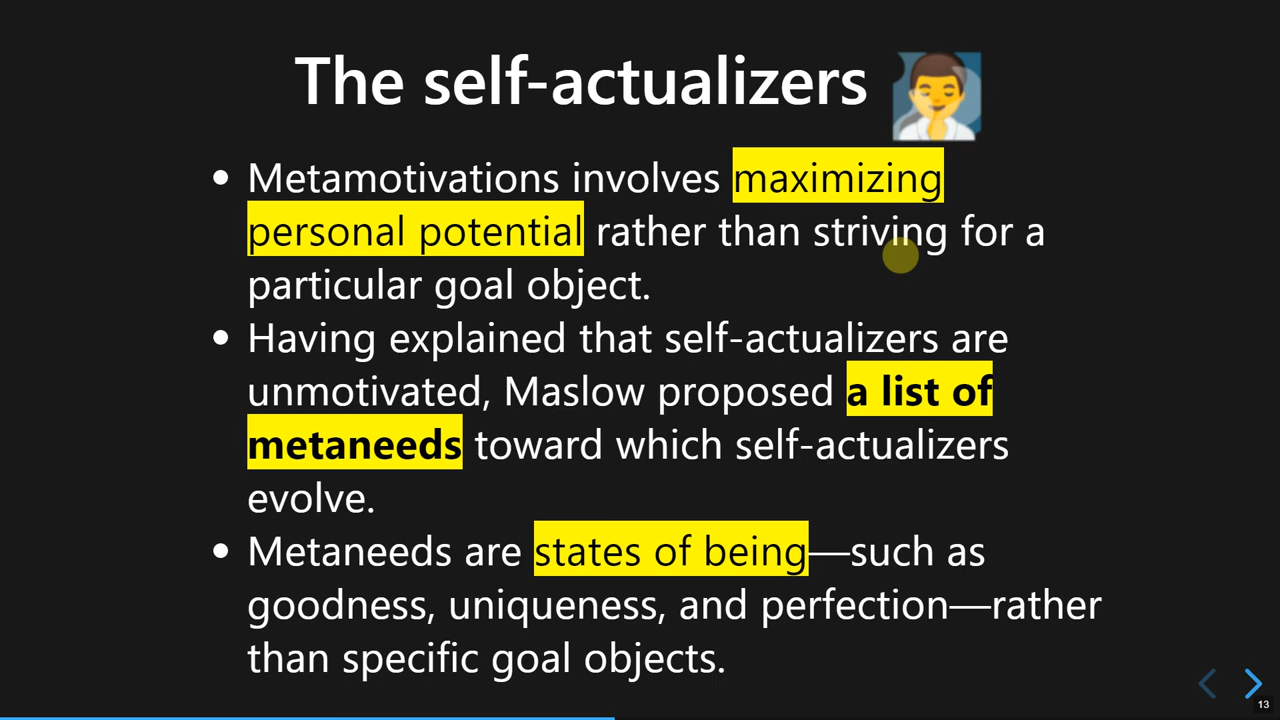 The self-actualizers
• Metamotivations involves maximizing
personal potential rather than striving for a
particular goal object.
• Having explained that self-actualizers are
unmotivated, Maslow proposed a list of
metaneeds toward which self-actualizers
evolve.
• Metaneeds are states of being—such as
goodness, uniqueness, and perfection—rather
than specific goal objects.
13